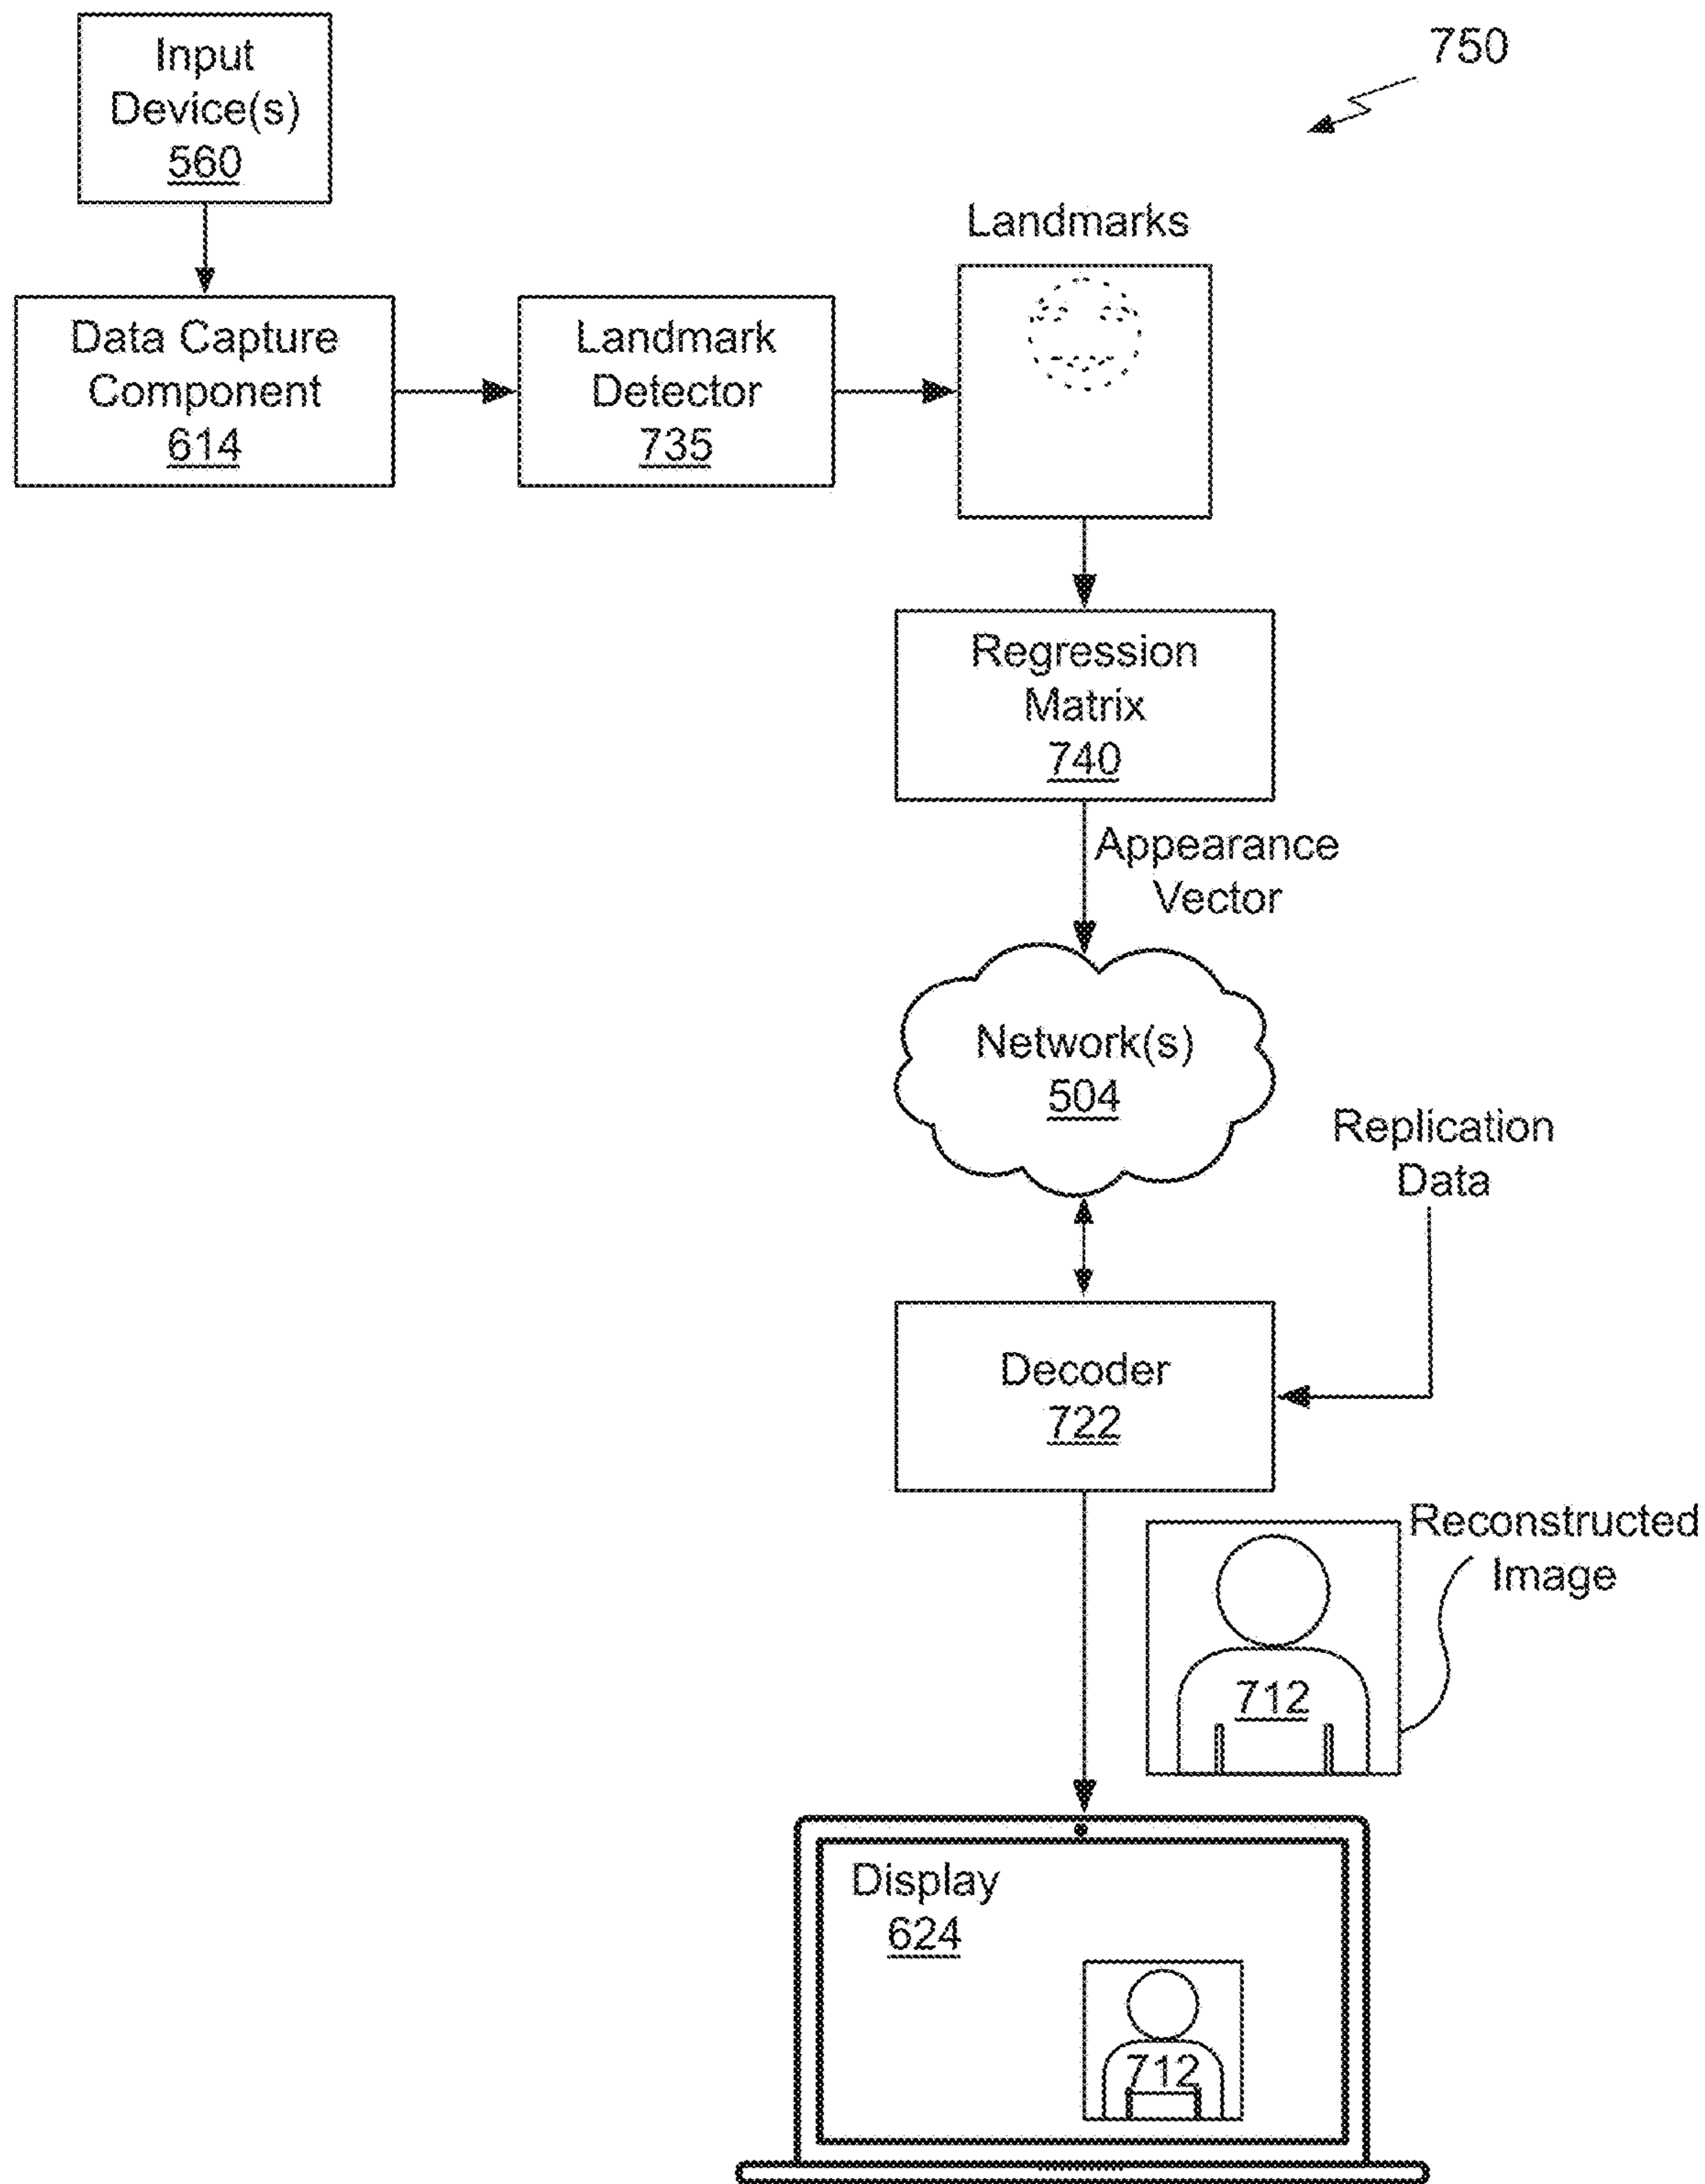 750
Input
Device(s)
560
Landmarks
Data Capture
Component
614
Landmark
Detector
735
Regression
Matrix
740
Appearance
Vector
Network(s)
504
Replication
Data
Decoder
722
Reconstructed
Image
712
Display
624
712